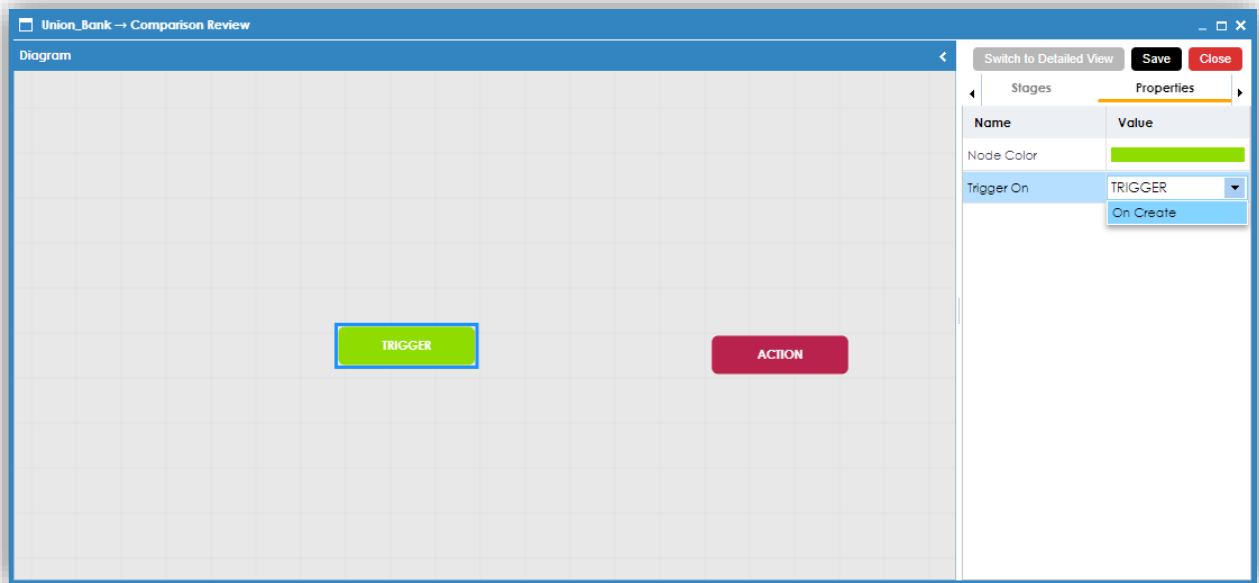 Union_Bank → Comparison Review
Diagram
Switch to Detailed View Save Close
Stages Properties
Name Value
Node Color
Trigger On TRIGGER
On Create
TRIGGER
ACTION